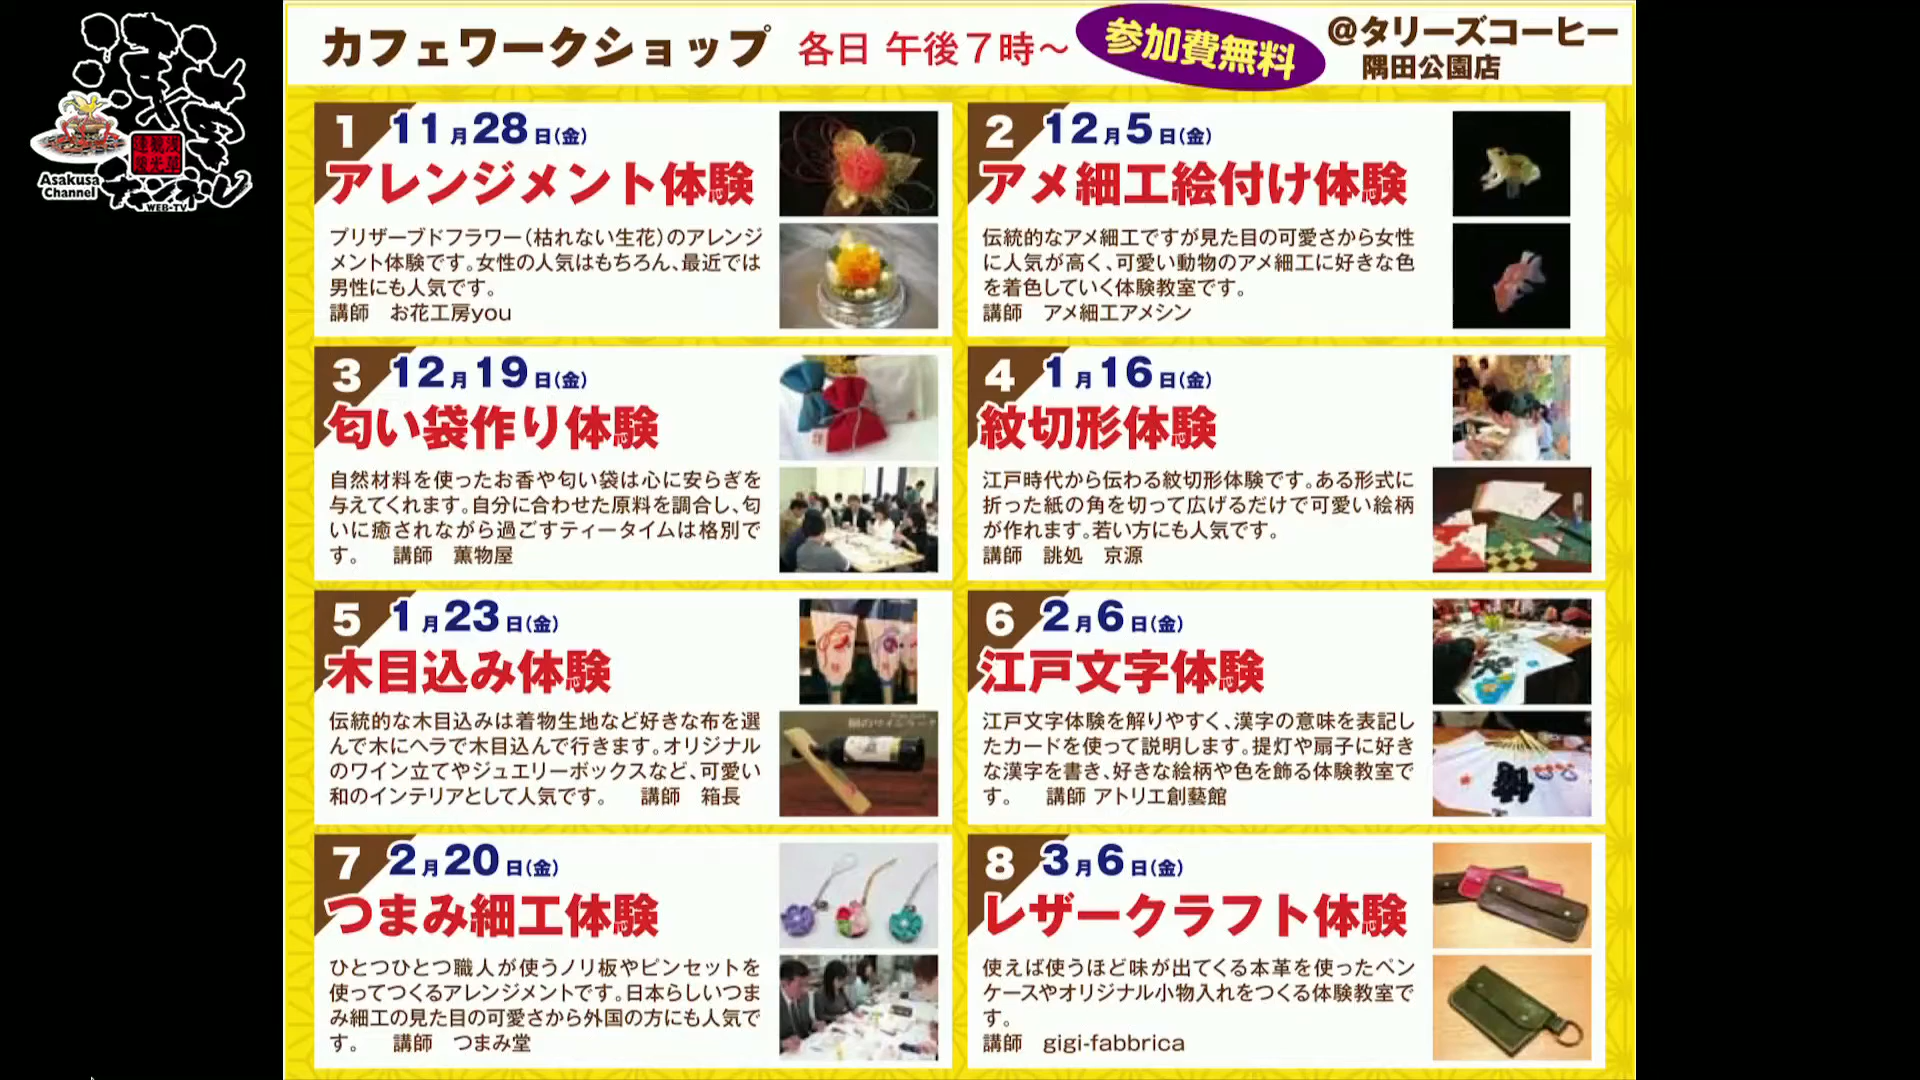 カフェワークショップ 各日 午後7時～ 参加費無料 @タリーズコーヒー
隅田公園店
Asakusa
Channel
WEB-TV
1 11月28日(金)
アレンジメント体験
プリザーブドフラワー(枯れない生花)のアレンジ
メント体験です。女性の人気はもちろん、最近では
男性にも人気です。
講師 お花工房you
2 12月5日(金)
アメ細工絵付け体験
伝統的なアメ細工ですが見た目の可愛さから女性
に人気が高く、可愛い動物のアメ細工に好きな色
を着色していく体験教室です。
講師 アメ細工アメシン
3 12月19日(金)
匂い袋作り体験
自然材料を使ったお香や匂い袋は心に安らぎを
与えてくれます。自分に合わせた原料を調合し、匂
いに癒されながら過ごすティータイムは格別で
す。 講師 薫物屋
4 1月16日(金)
紋切形体験
江戸時代から伝わる紋切形体験です。ある形式に
折った紙の角を切って広げるだけで可愛い絵柄
が作れます。若い方にも人気です。
講師 誂処 京源
5 1月23日(金)
木目込み体験
伝統的な木目込みは着物生地など好きな布を選
んで木にヘラで木目込んで行きます。オリジナル
のワイン立てやジュエリーボックスなど、可愛い
和のインテリアとして人気です。 講師 箱長
6 2月6日(金)
江戸文字体験
江戸文字体験を解りやすく、漢字の意味を表記し
たカードを使って説明します。提灯や扇子に好き
な漢字を書き、好きな絵柄や色を飾る体験教室で
す。 講師 アトリエ創藝館
7 2月20日(金)
つまみ細工体験
ひとつひとつ職人が使うノリ板やピンセットを
使ってつくるアレンジメントです。日本らしいつま
み細工の見た目の可愛さから外国の方にも人気で
す。 講師 つまみ堂
8 3月6日(金)
レザークラフト体験
使えば使うほど味が出てくる本革を使ったペン
ケースやオリジナル小物入れをつくる体験教室で
す。
講師 gigi-fabbrica